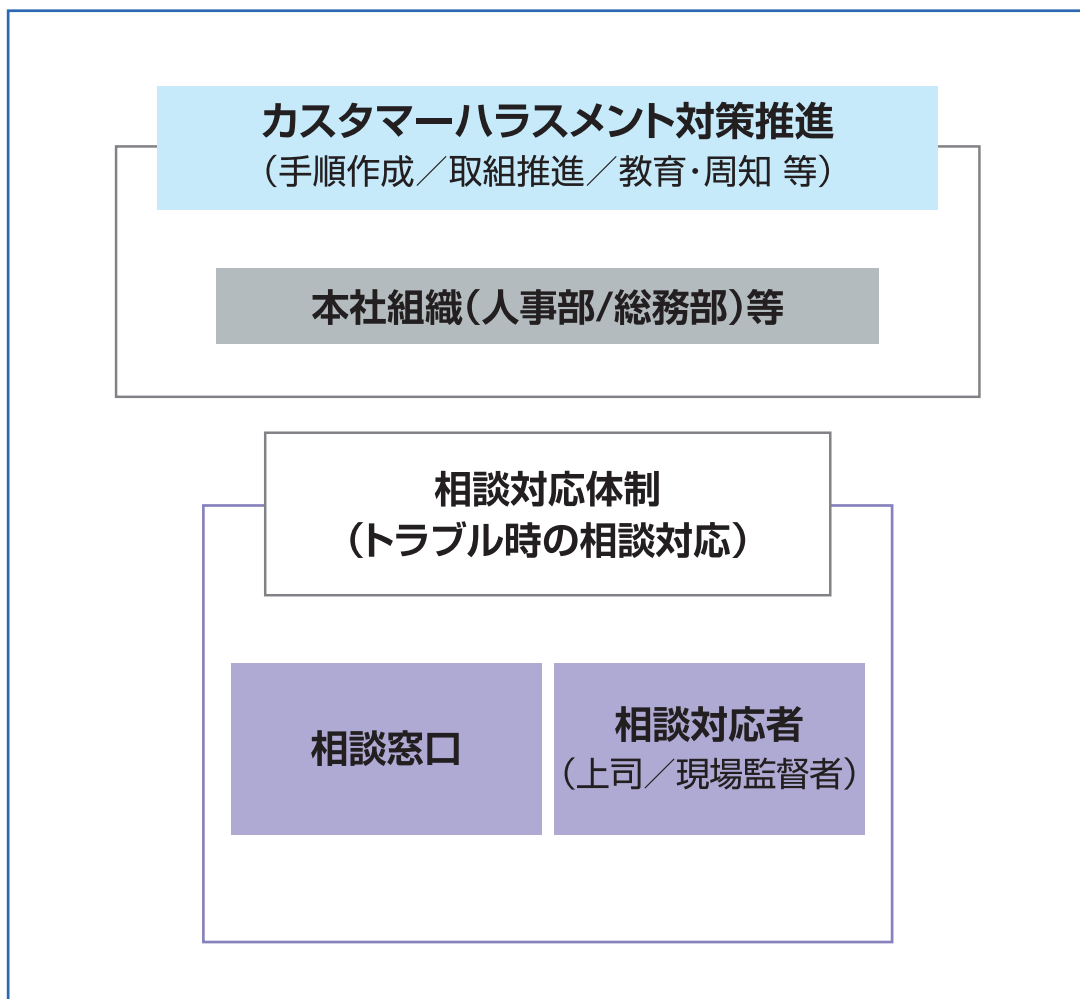 カスタマーハラスメント対策推進
（手順作成／取組推進／教育・周知 等）
本社組織（人事部/総務部）等
相談対応体制
（トラブル時の相談対応）
相談窓口
相談対応者
（上司／現場監督者）